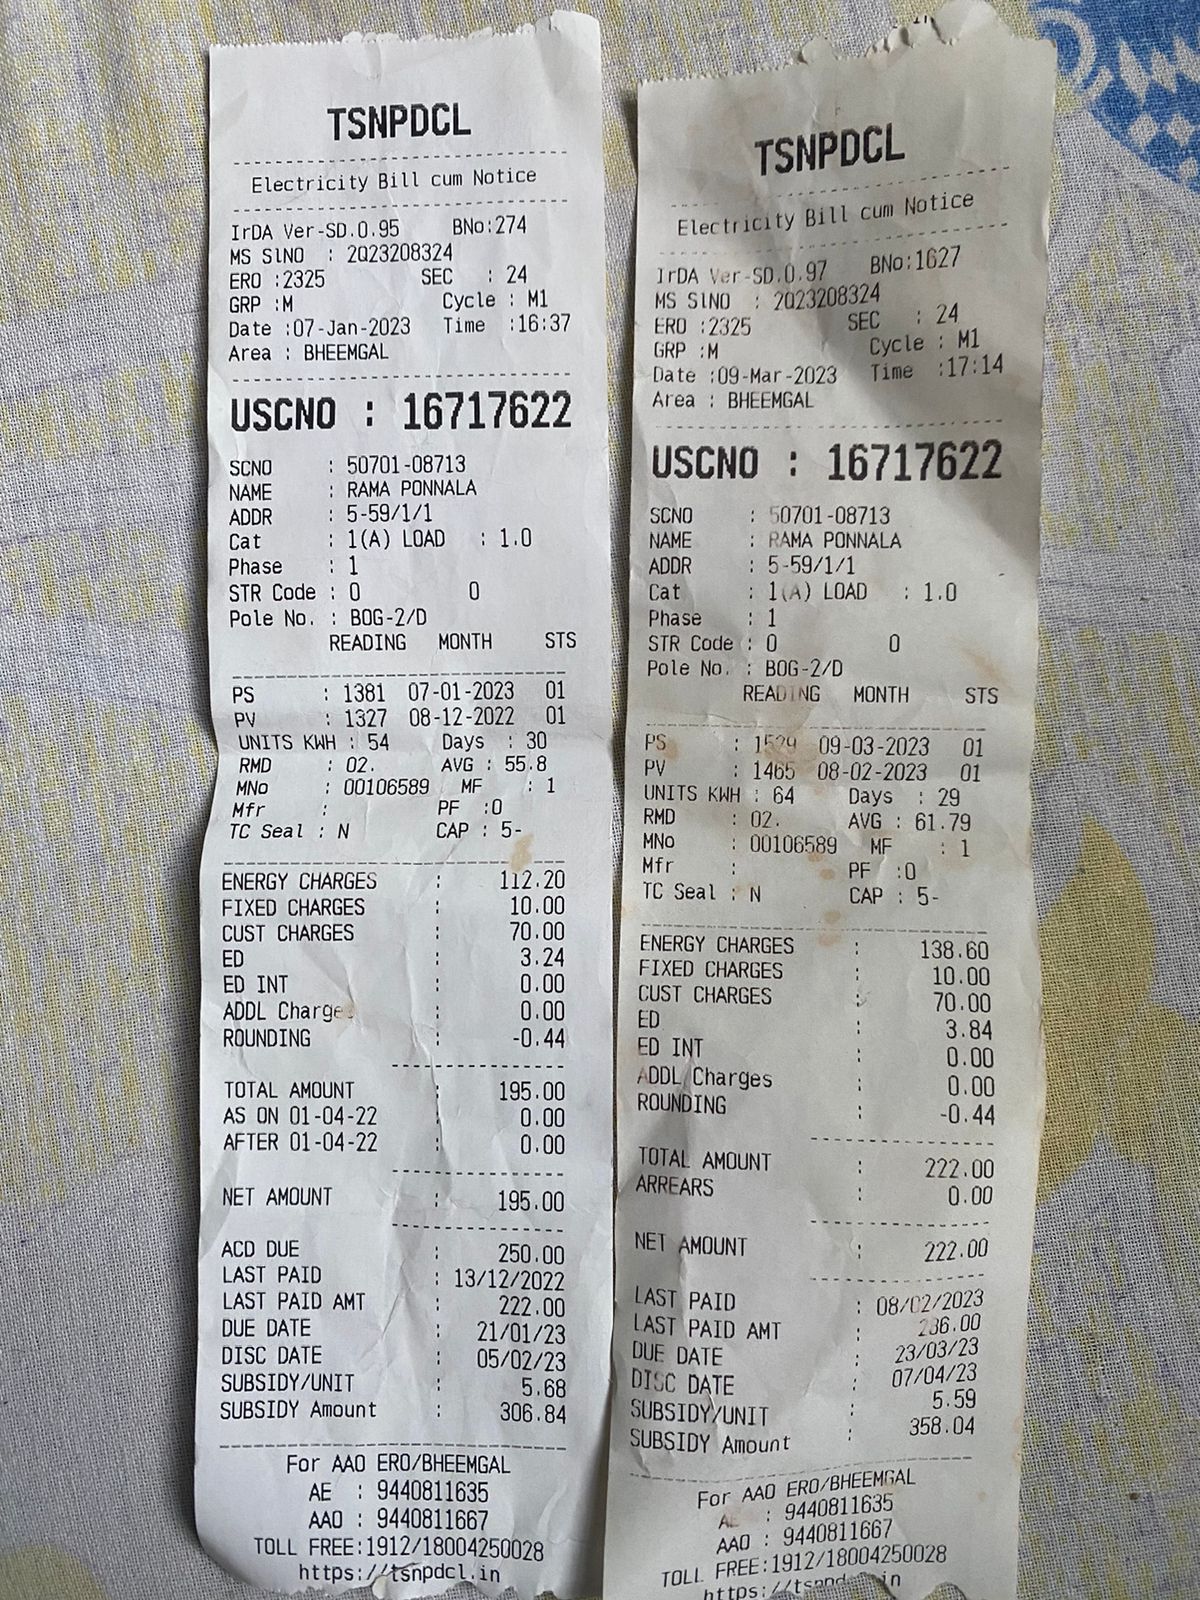 TSNPDCL
Electricity Bill cum Notice
IrDA Ver-SD.0.95 BNo:274
MS SlNO : 2Q23208324
ERO :2325 SEC : 24
GRP :M Cycle : M1
Date :07-Jan-2023 Time :16:37
Area : BHEEMGAL
USCNO : 16717622
SCNO : 50701-08713
NAME : RAMA PONNALA
ADDR : 5-59/1/1
Cat : 1(A) LOAD : 1.0
Phase : 1
STR Code : 0 0
Pole No. : BOG-2/D
READING MONTH STS
PS : 1381 07-01-2023 01
PV : 1327 08-12-2022 01
UNITS KWH : 54 Days : 30
RMD : 02. AVG : 55.8
MNo : 00106589 MF : 1
Mfr : PF :0
TC Seal : N CAP : 5-
ENERGY CHARGES : 112.20
FIXED CHARGES : 10.00
CUST CHARGES : 70.00
ED : 3.24
ED INT : 0.00
ADDL Charges : 0.00
ROUNDING : -0.44
TOTAL AMOUNT : 195.00
AS ON 01-04-22 : 0.00
AFTER 01-04-22 : 0.00
NET AMOUNT : 195.00
ACD DUE : 250.00
LAST PAID : 13/12/2022
LAST PAID AMT : 222.00
DUE DATE : 21/01/23
DISC DATE : 05/02/23
SUBSIDY/UNIT : 5.68
SUBSIDY Amount : 306.84
For AAO ERO/BHEEMGAL
AE : 9440811635
AAO : 9440811667
TOLL FREE:1912/18004250028
https://tsnpdcl.in
TSNPDCL
Electricity Bill cum Notice
IrDA Ver-SD.0.97 BNo:1627
MS SlNO : 2Q23208324
ERO :2325 SEC : 24
GRP :M Cycle : M1
Date :09-Mar-2023 Time :17:14
Area : BHEEMGAL
USCNO : 16717622
SCNO : 50701-08713
NAME : RAMA PONNALA
ADDR : 5-59/1/1
Cat : 1(A) LOAD : 1.0
Phase : 1
STR Code : 0 0
Pole No. : BOG-2/D
READING MONTH STS
PS : 1529 09-03-2023 01
PV : 1465 08-02-2023 01
UNITS KWH : 64 Days : 29
RMD : 02. AVG : 61.79
MNo : 00106589 MF : 1
Mfr : PF :0
TC Seal : N CAP : 5-
ENERGY CHARGES : 138.60
FIXED CHARGES : 10.00
CUST CHARGES : 70.00
ED : 3.84
ED INT : 0.00
ADDL Charges : 0.00
ROUNDING : -0.44
TOTAL AMOUNT : 222.00
ARREARS : 0.00
NET AMOUNT : 222.00
LAST PAID : 08/02/2023
LAST PAID AMT : 236.00
DUE DATE : 23/03/23
DISC DATE : 07/04/23
SUBSIDY/UNIT : 5.59
SUBSIDY Amount : 358.04
For AAO ERO/BHEEMGAL
AE : 9440811635
AAO : 9440811667
TOLL FREE:1912/18004250028